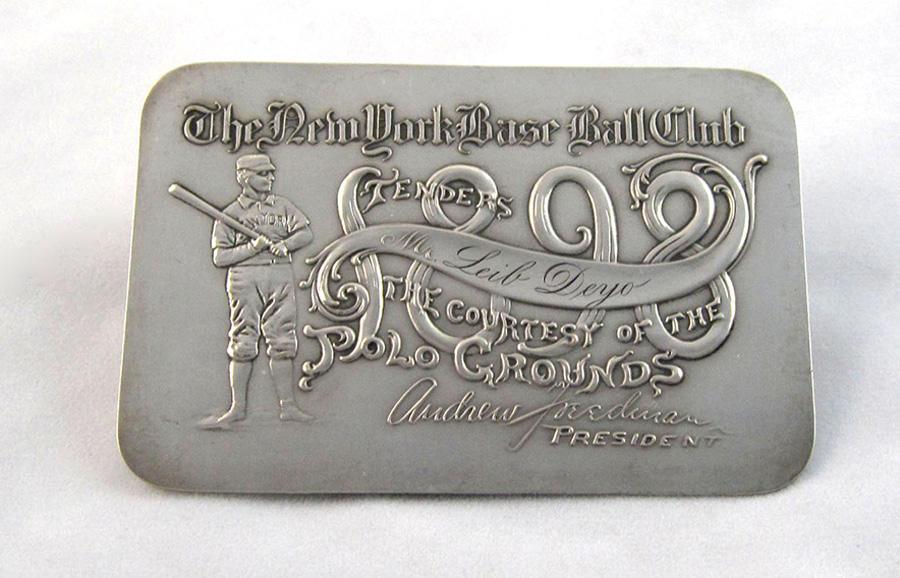 The New York Base Ball Club
TENDERS
1898
YORK
Mr. Leib Deyo
THE COURTESY OF THE
POLO GROUNDS
Andrew Freedman
PRESIDENT